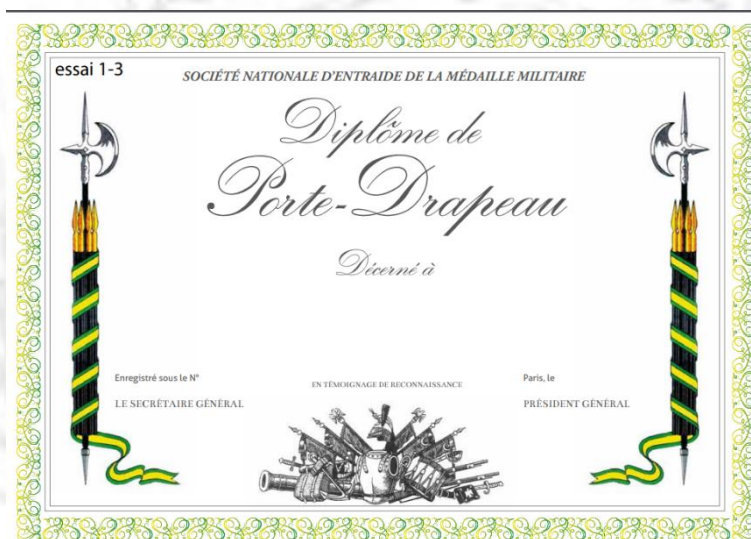 essai 1-3
SOCIÉTÉ NATIONALE D'ENTRAIDE DE LA MÉDAILLE MILITAIRE
Diplôme de
Porte-Drapeau
Décerné à
Enregistré sous le N°
EN TÉMOIGNAGE DE RECONNAISSANCE
Paris, le
LE SECRÉTAIRE GÉNÉRAL
PRÉSIDENT GÉNÉRAL